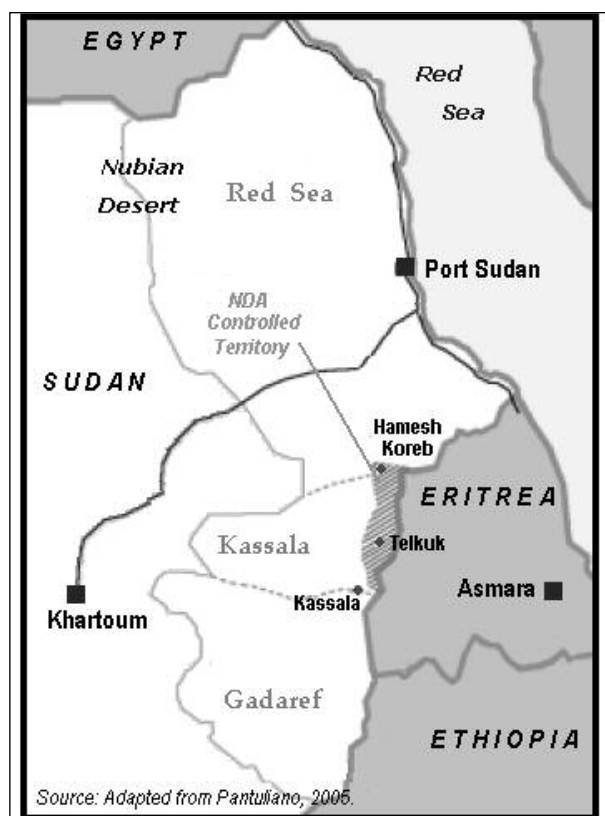 EGYPT
Red
Sea
Nubian
Desert
Red Sea
Port Sudan
NDA
Controlled
Territory
SUDAN
Hamesh
Koreb
ERITREA
Kassala
Telkuk
Kassala
Asmara
Khartoum
Gadaref
ETHIOPIA
Source: Adapted from Pantuliano, 2005.